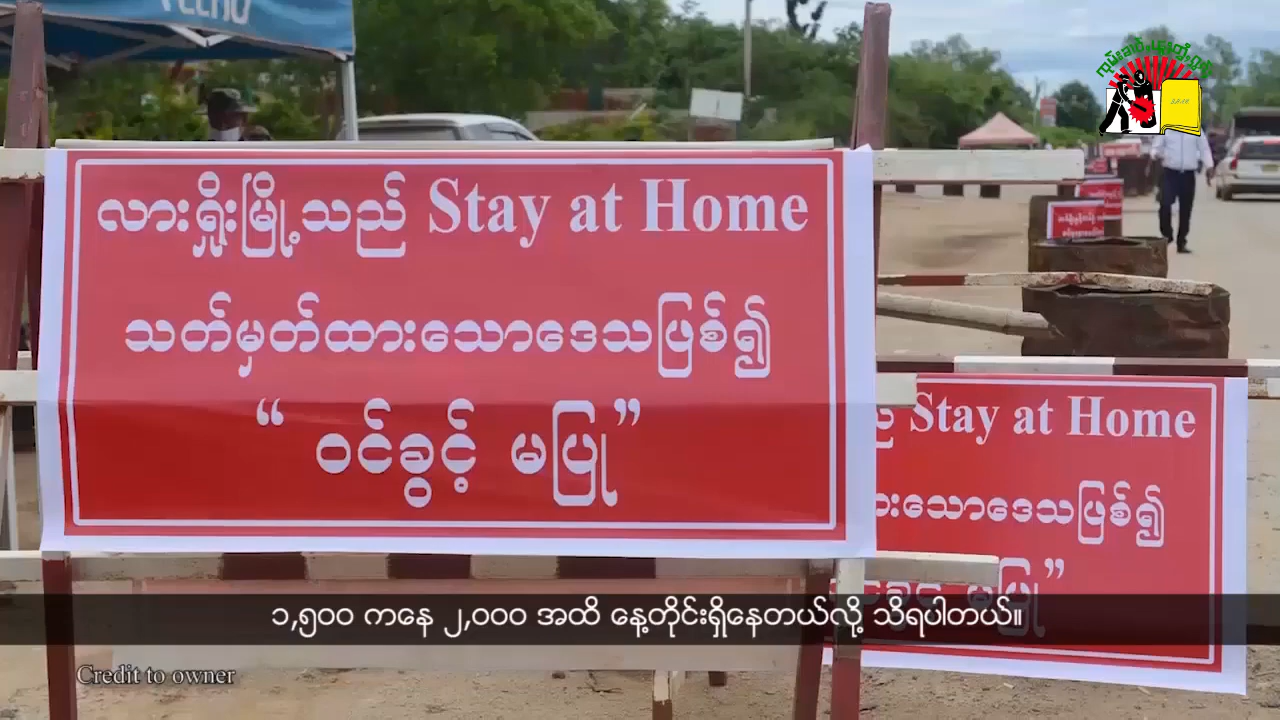 လားရှိုးမြို့သည် Stay at Home
သတ်မှတ်ထားသောဒေသဖြစ်၍
“ ဝင်ခွင့် မပြု”
ည် Stay at Home
ားသောဒေသဖြစ်၍
ပြု”
၁,၅၀၀ ကနေ ၂,၀၀၀ အထိ နေ့တိုင်းရှိနေတယ်လို့ သိရပါတယ်။
Credit to owner